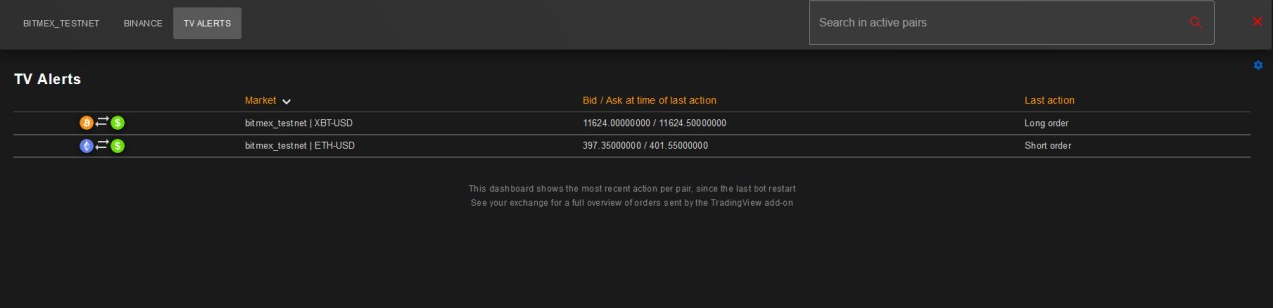 BITMEX_TESTNET BINANCE TV ALERTS Search in active pairs
TV Alerts
Market Bid / Ask at time of last action Last action
bitmex_testnet | XBT-USD 11624.00000000 / 11624.50000000 Long order
bitmex_testnet | ETH-USD 397.35000000 / 401.55000000 Short order
This dashboard shows the most recent action per pair, since the last bot restart
See your exchange for a full overview of orders sent by the TradingView add-on